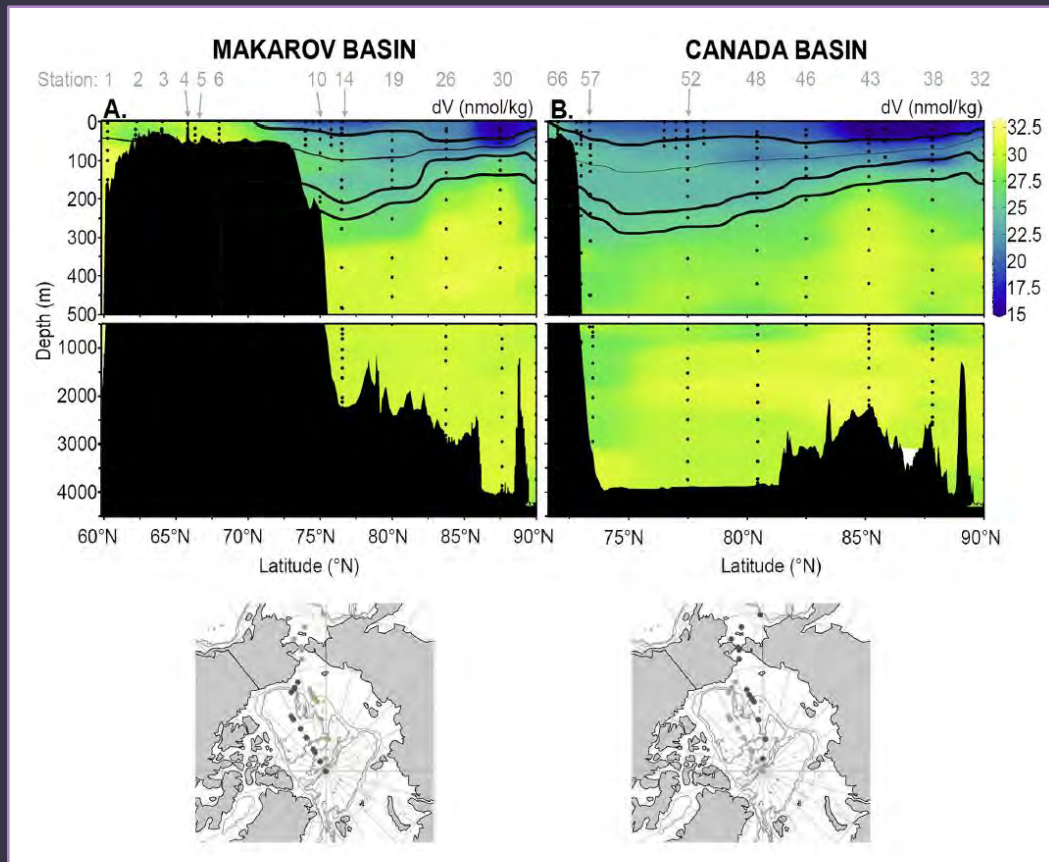 MAKAROV BASIN
CANADA BASIN
Station: 1 2 3 4 5 6 10 14 19 26 30
66 57 52 48 46 43 38 32
A. dV (nmol/kg)
B. dV (nmol/kg)
0
100
200
300
400
500
1000
2000
3000
4000
Depth (m)
32.5
30
27.5
25
22.5
20
17.5
15
60°N 65°N 70°N 75°N 80°N 85°N 90°N
75°N 80°N 85°N 90°N
Latitude (°N)
Latitude (°N)